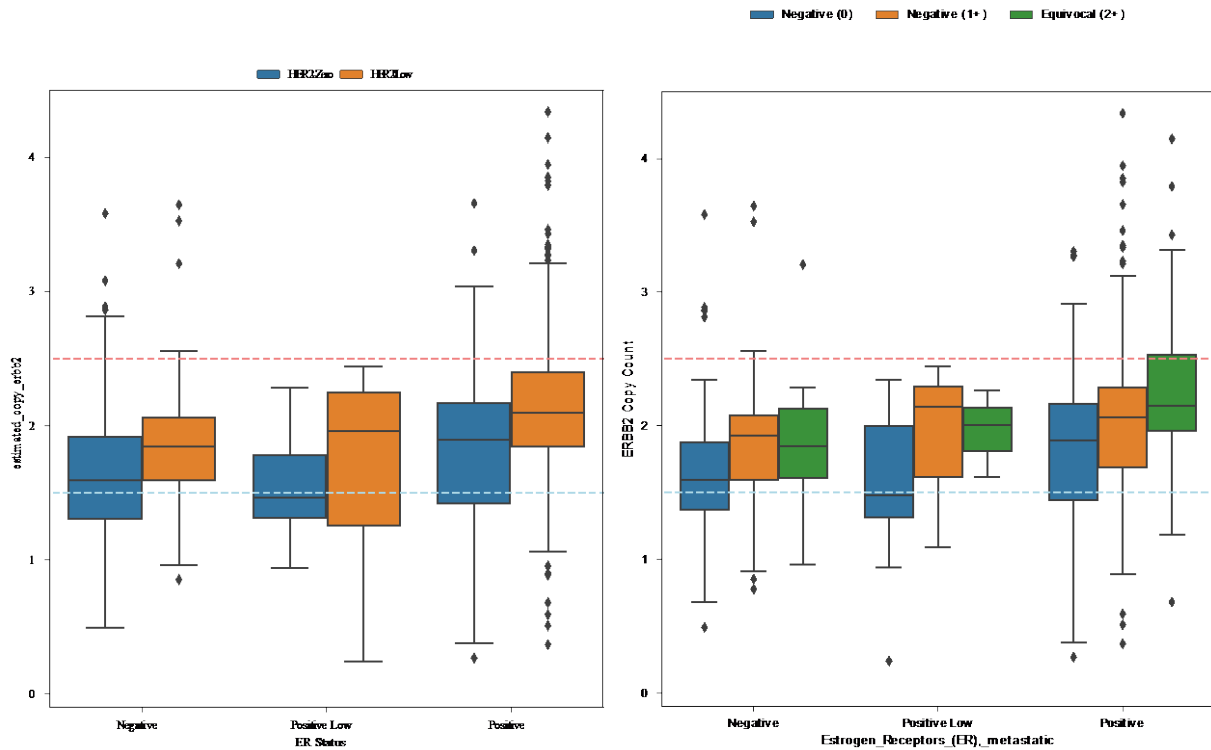 Negative (0) Negative (1+) Equivocal (2+)
HER2Zero HER2Low
4
3
2
1
0
estimated_copy_erbb2
Negative Positive Low Positive
ER Status
4
3
2
1
0
ERBB2 Copy Count
Negative Positive Low Positive
Estrogen_Receptors_(ER)._metastatic